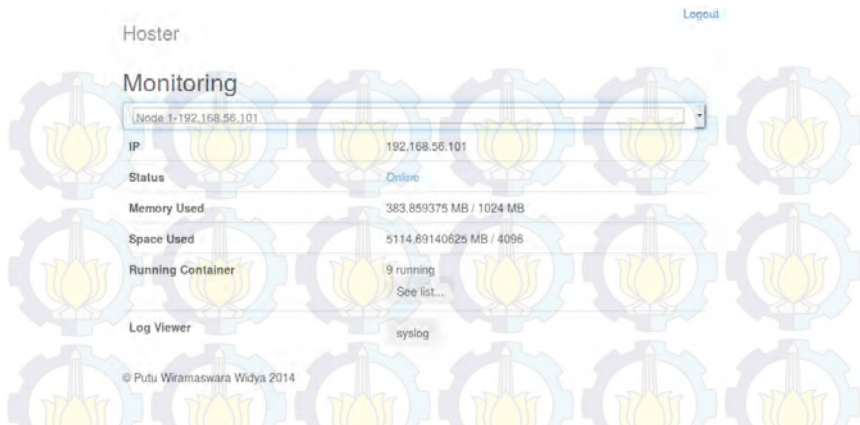 Logout
Hoster
Monitoring
Node 1-192.168.56.101
IP 192.168.56.101
Status Online
Memory Used 383.859375 MB / 1024 MB
Space Used 5114.69140625 MB / 4096
Running Container 9 running
See list...
Log Viewer syslog
© Putu Wiramaswara Widya 2014